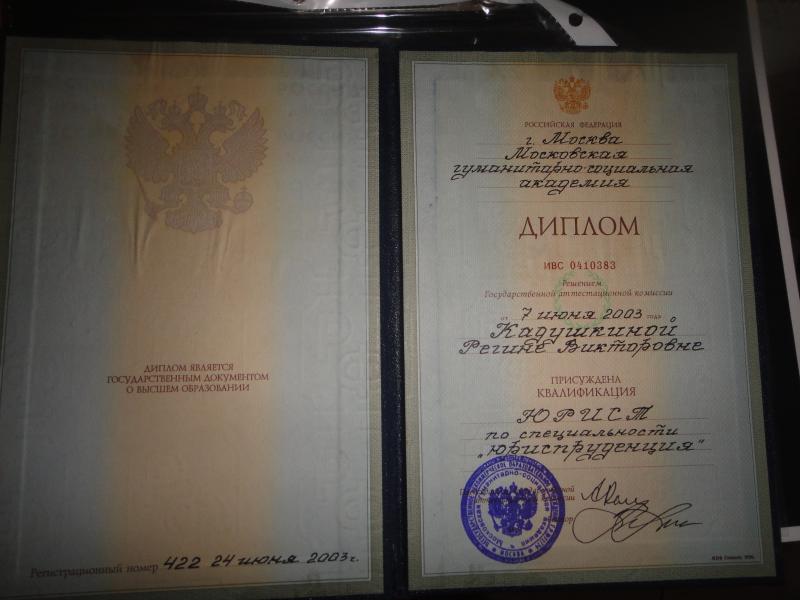 ДИПЛОМ ЯВЛЯЕТСЯ
ГОСУДАРСТВЕННЫМ ДОКУМЕНТОМ
О ВЫСШЕМ ОБРАЗОВАНИИ
Регистрационный номер 422 24 июня 2003г.
РОССИЙСКАЯ ФЕДЕРАЦИЯ
г. Москва
Московская
гуманитарно-социальная
академия
ДИПЛОМ
ИВС 0410383
Решением
Государственной аттестационной комиссии
от 7 июня 2003 года
Кадушкиной
Регине Викторовне
ПРИСУЖДЕНА
КВАЛИФИКАЦИЯ
ЮРИСТ
по специальности
„юриспруденция"